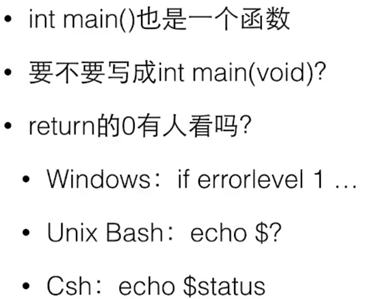 • int main()也是一个函数
• 要不要写成int main(void)?
• return的0有人看吗?
• Windows：if errorlevel 1 …
• Unix Bash：echo $?
• Csh：echo $status